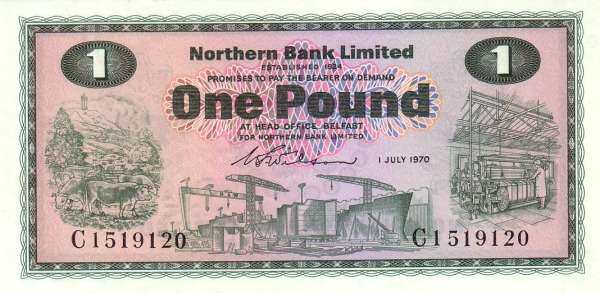 1
1
Northern Bank Limited
ESTABLISHED 1824
PROMISES TO PAY THE BEARER ON DEMAND
One Pound
AT HEAD OFFICE, BELFAST
FOR NORTHERN BANK LIMITED
1 JULY 1970
C1519120
C1519120